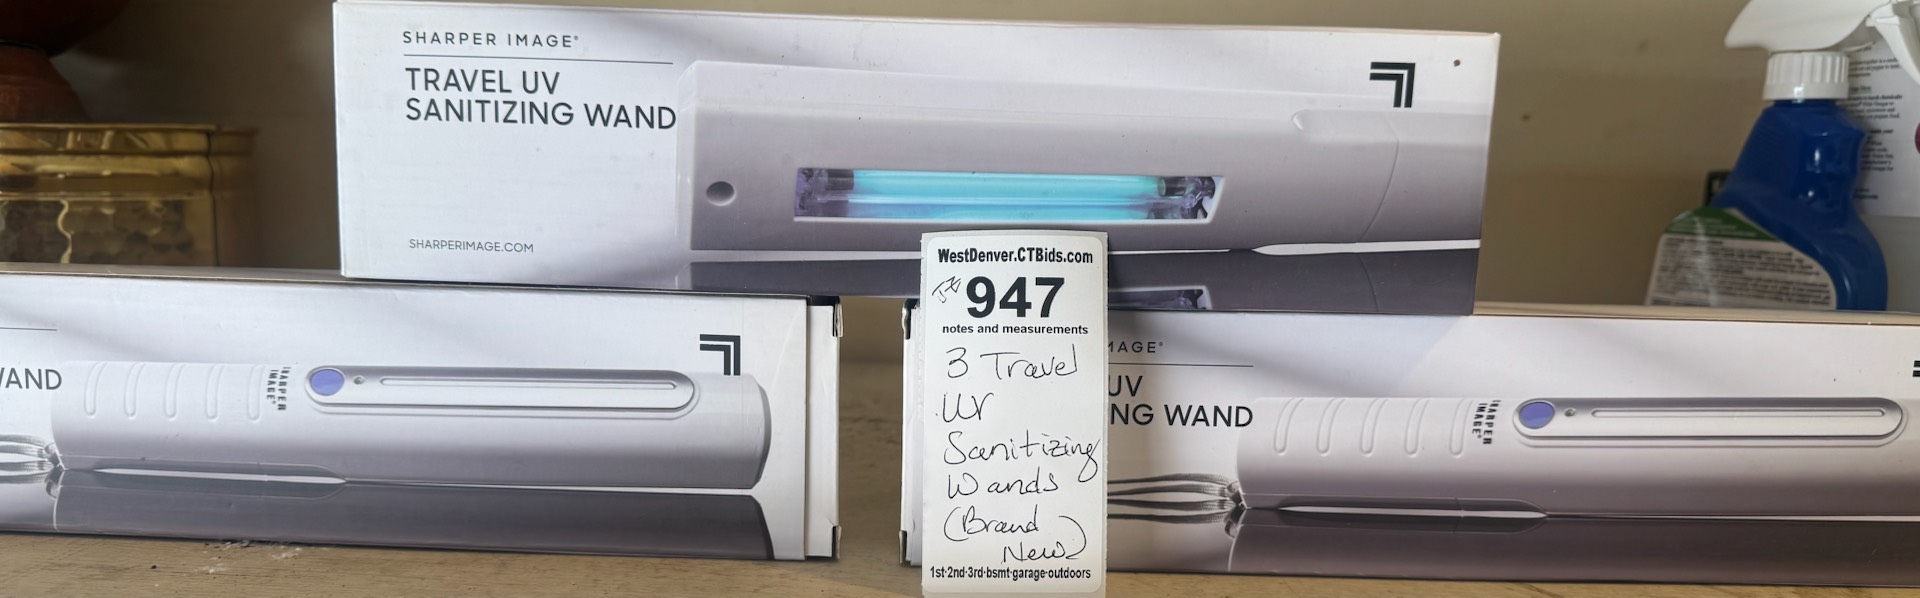 SHARPER IMAGE®
TRAVEL UV
SANITIZING WAND
SHARPERIMAGE.COM
WAND
SHARPER
IMAGE®
WestDenver.CTBids.com
947
notes and measurements
3 Travel
UV
Sanitizing
Wands
(Brand
New)
1st·2nd·3rd·bsmt·garage·outdoors
IMAGE®
UV
NG WAND
SHARPER
IMAGE®